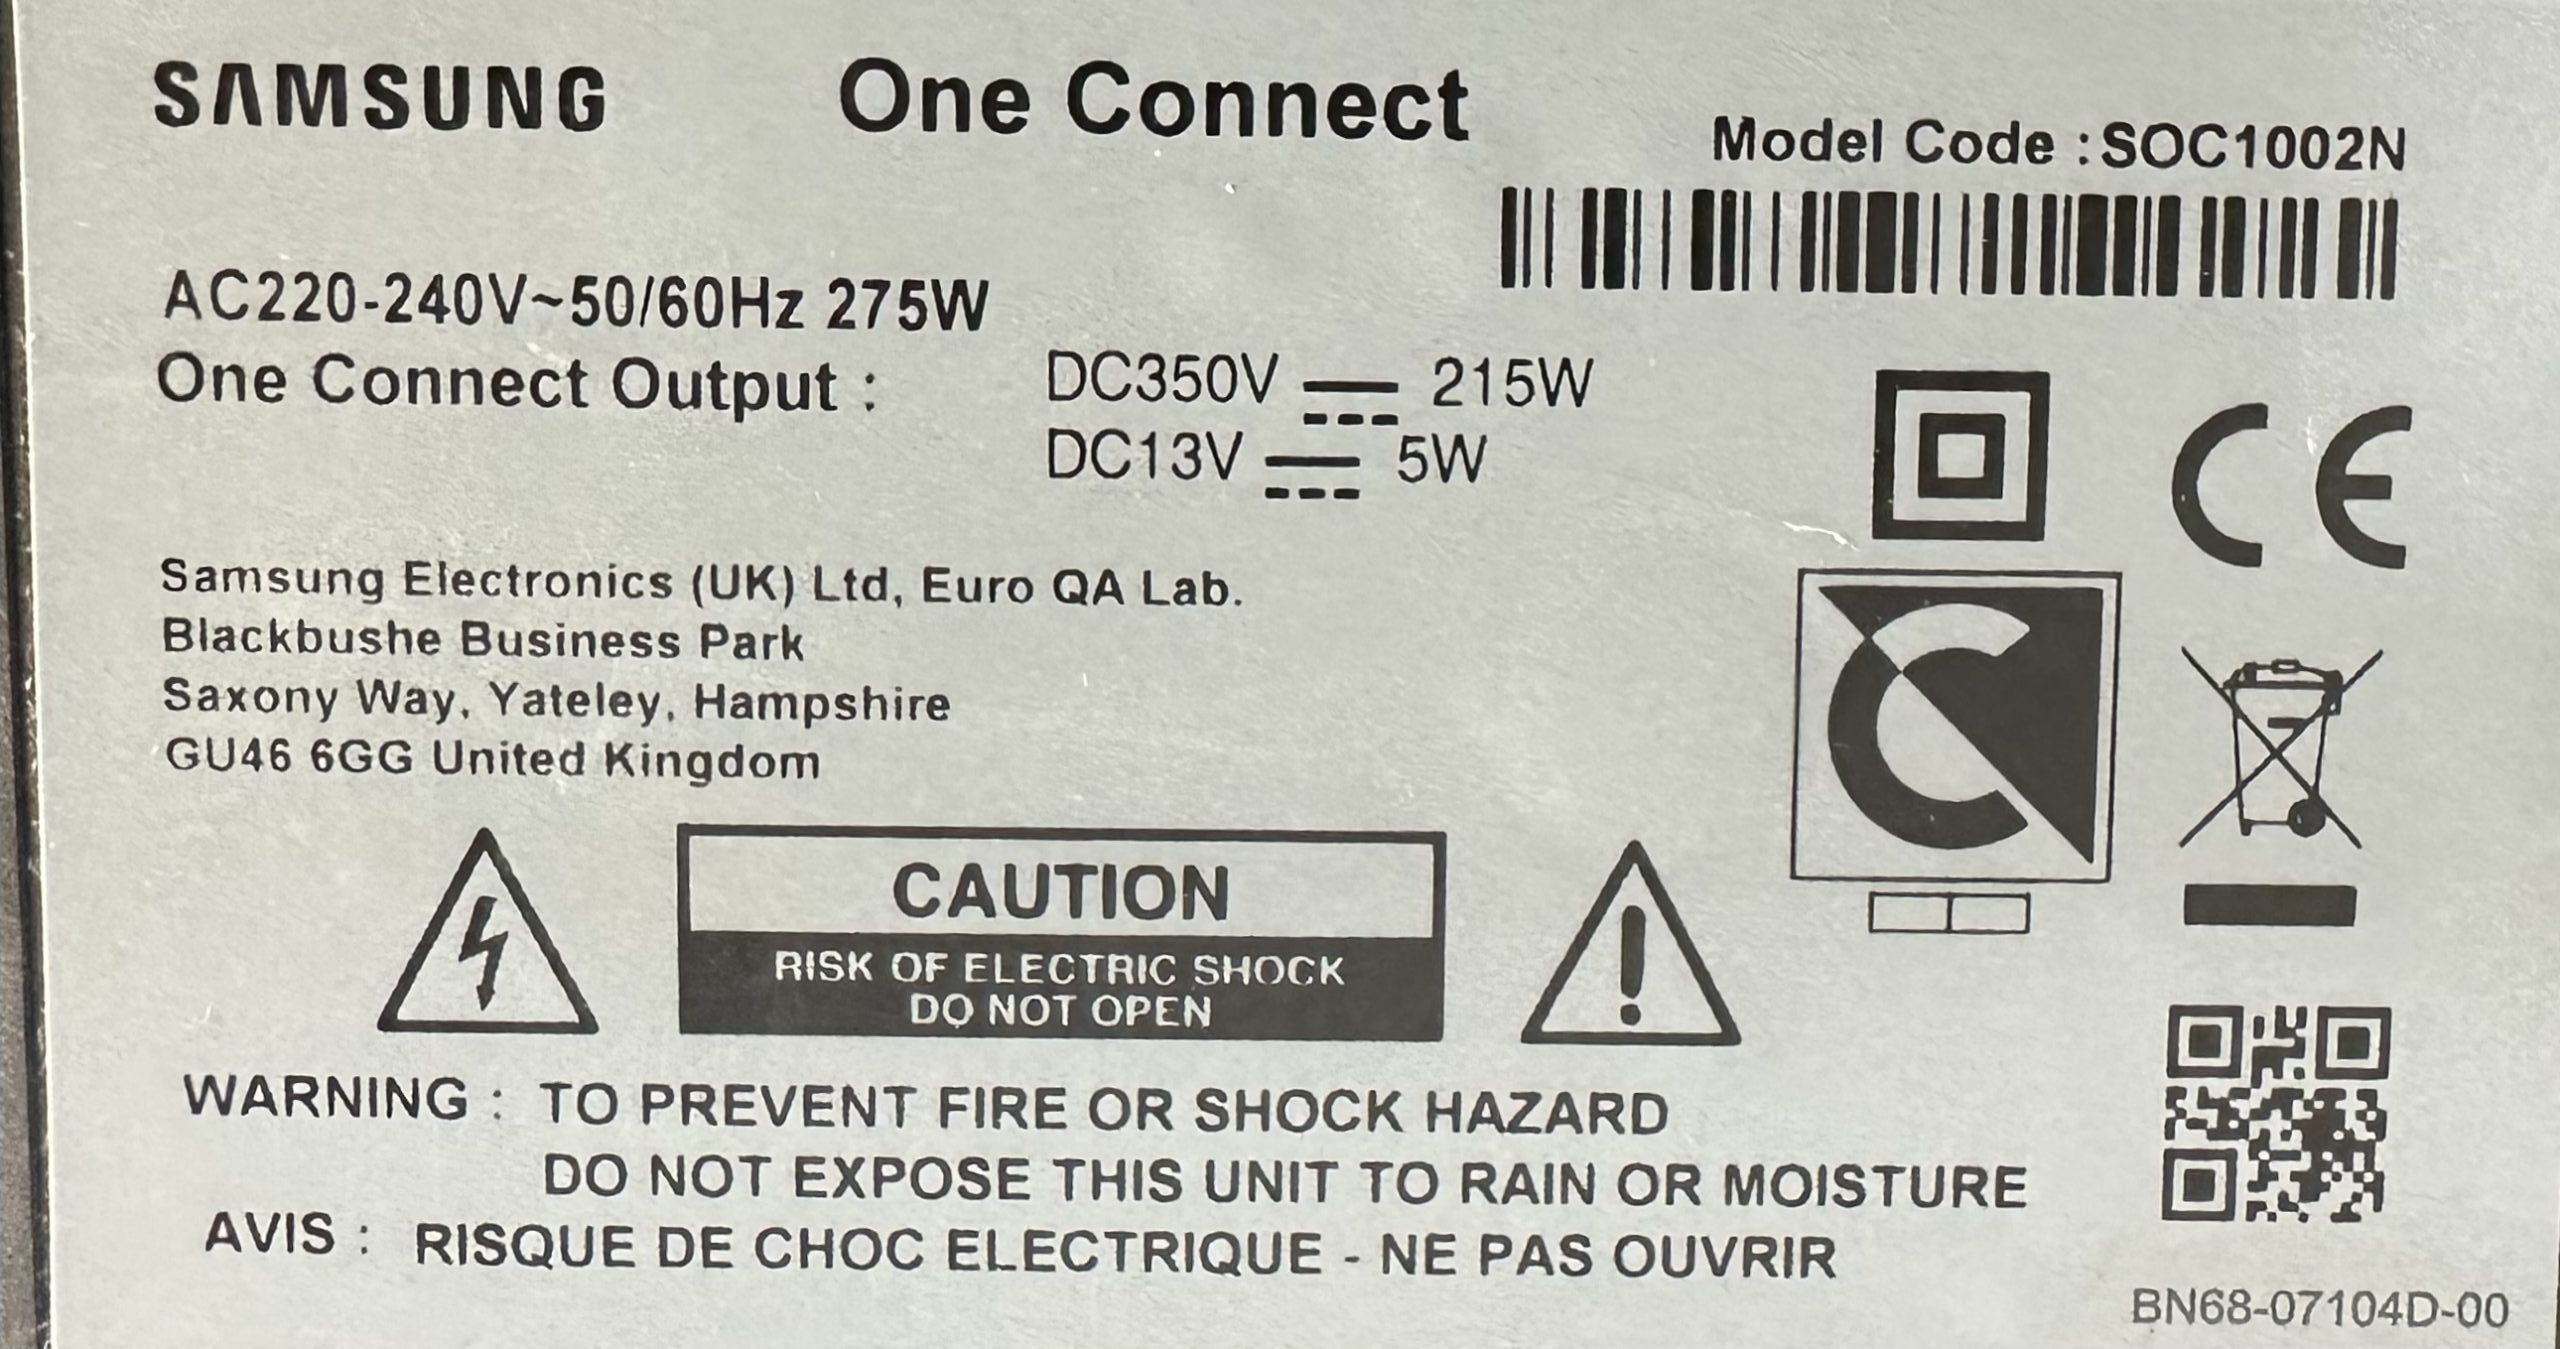 SAMSUNG One Connect
Model Code :SOC1002N
AC220-240V~50/60Hz 275W
One Connect Output : DC350V ⎓ 215W
DC13V ⎓ 5W
Samsung Electronics (UK) Ltd, Euro QA Lab.
Blackbushe Business Park
Saxony Way, Yateley, Hampshire
GU46 6GG United Kingdom
CE
CAUTION
RISK OF ELECTRIC SHOCK
DO NOT OPEN
WARNING : TO PREVENT FIRE OR SHOCK HAZARD
DO NOT EXPOSE THIS UNIT TO RAIN OR MOISTURE
AVIS : RISQUE DE CHOC ELECTRIQUE - NE PAS OUVRIR
BN68-07104D-00